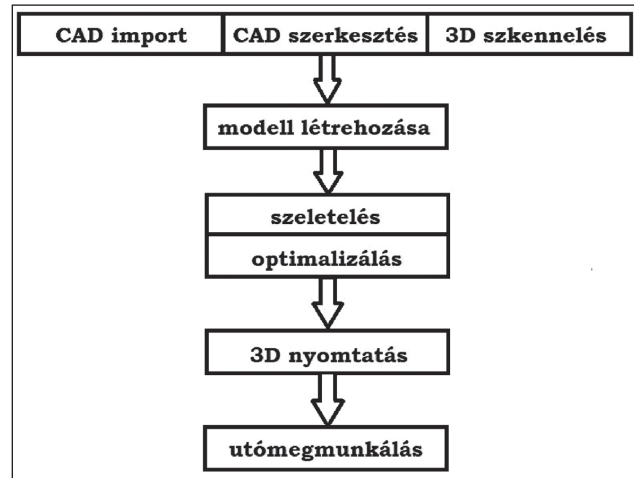 CAD import CAD szerkesztés 3D szkennelés
modell létrehozása
szeletelés
optimalizálás
3D nyomtatás
utómegmunkálás